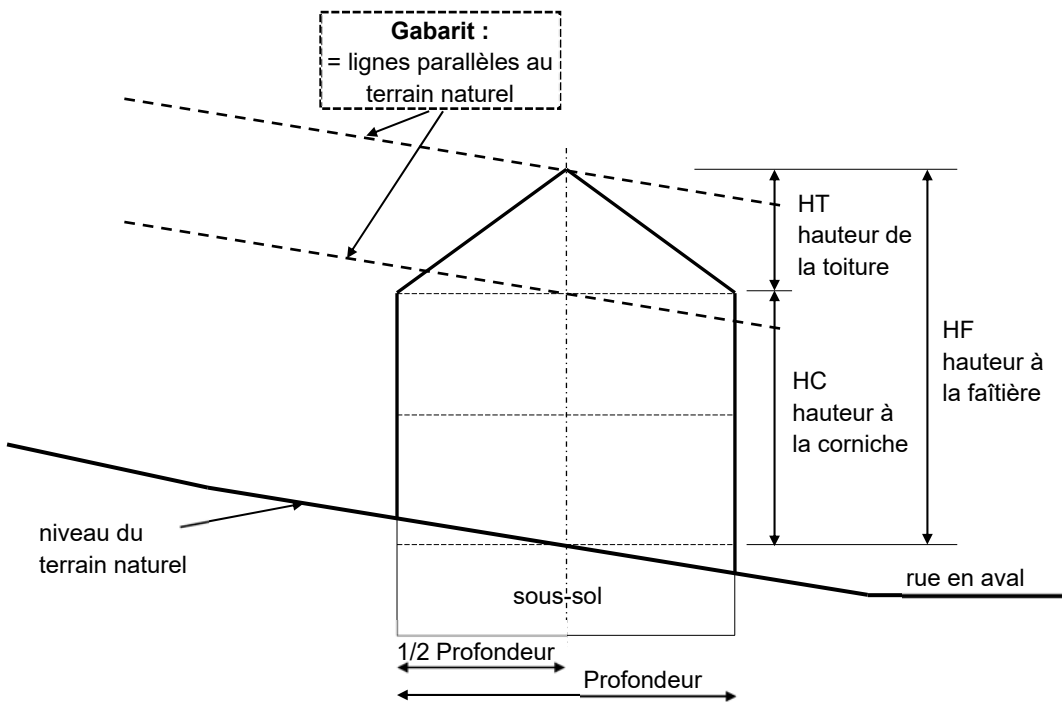 Gabarit :
= lignes parallèles au
terrain naturel
HT
hauteur de
la toiture
HF
hauteur à
la faîtière
HC
hauteur à
la corniche
niveau du
terrain naturel
rue en aval
sous-sol
1/2 Profondeur
Profondeur